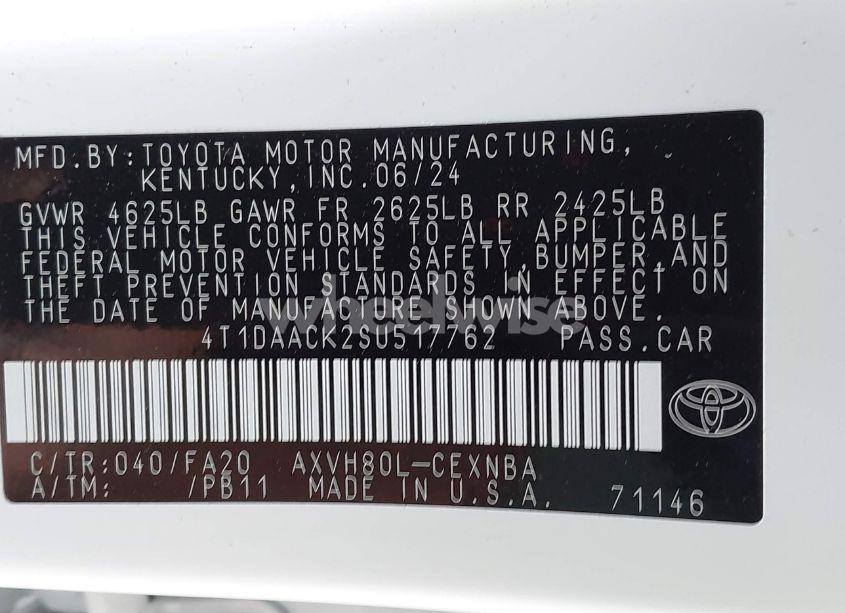 MFD.BY:TOYOTA MOTOR MANUFACTURING,
KENTUCKY,INC.06/24
GVWR 4625LB GAWR FR 2625LB RR 2425LB
THIS VEHICLE CONFORMS TO ALL APPLICABLE
FEDERAL MOTOR VEHICLE SAFETY,BUMPER,AND
THEFT PREVENTION STANDARDS IN EFFECT ON
THE DATE OF MANUFACTURE SHOWN ABOVE.
wheelwise
4T1DAACK2SU517762 PASS.CAR
C/TR:040/FA20 AXVH80L-CEXNBA
A/TM: /PB11 MADE IN U.S.A. 71146